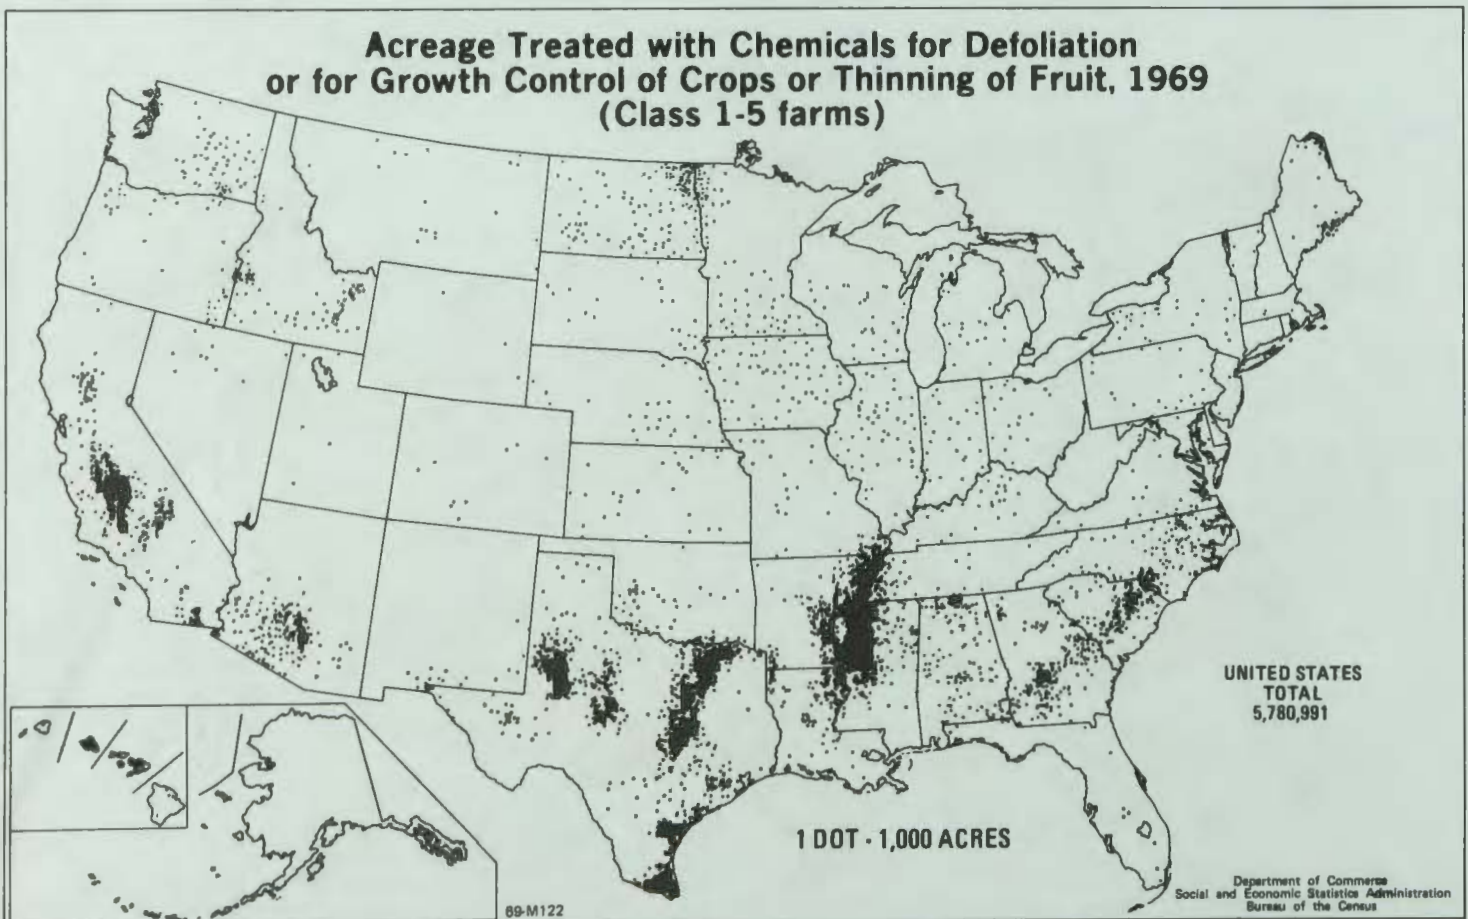 Acreage Treated with Chemicals for Defoliation
or for Growth Control of Crops or Thinning of Fruit, 1969
(Class 1-5 farms)
UNITED STATES
TOTAL
5,780,991
1 DOT - 1,000 ACRES
Department of Commerce
Social and Economic Statistics Administration
Bureau of the Census
69-M122